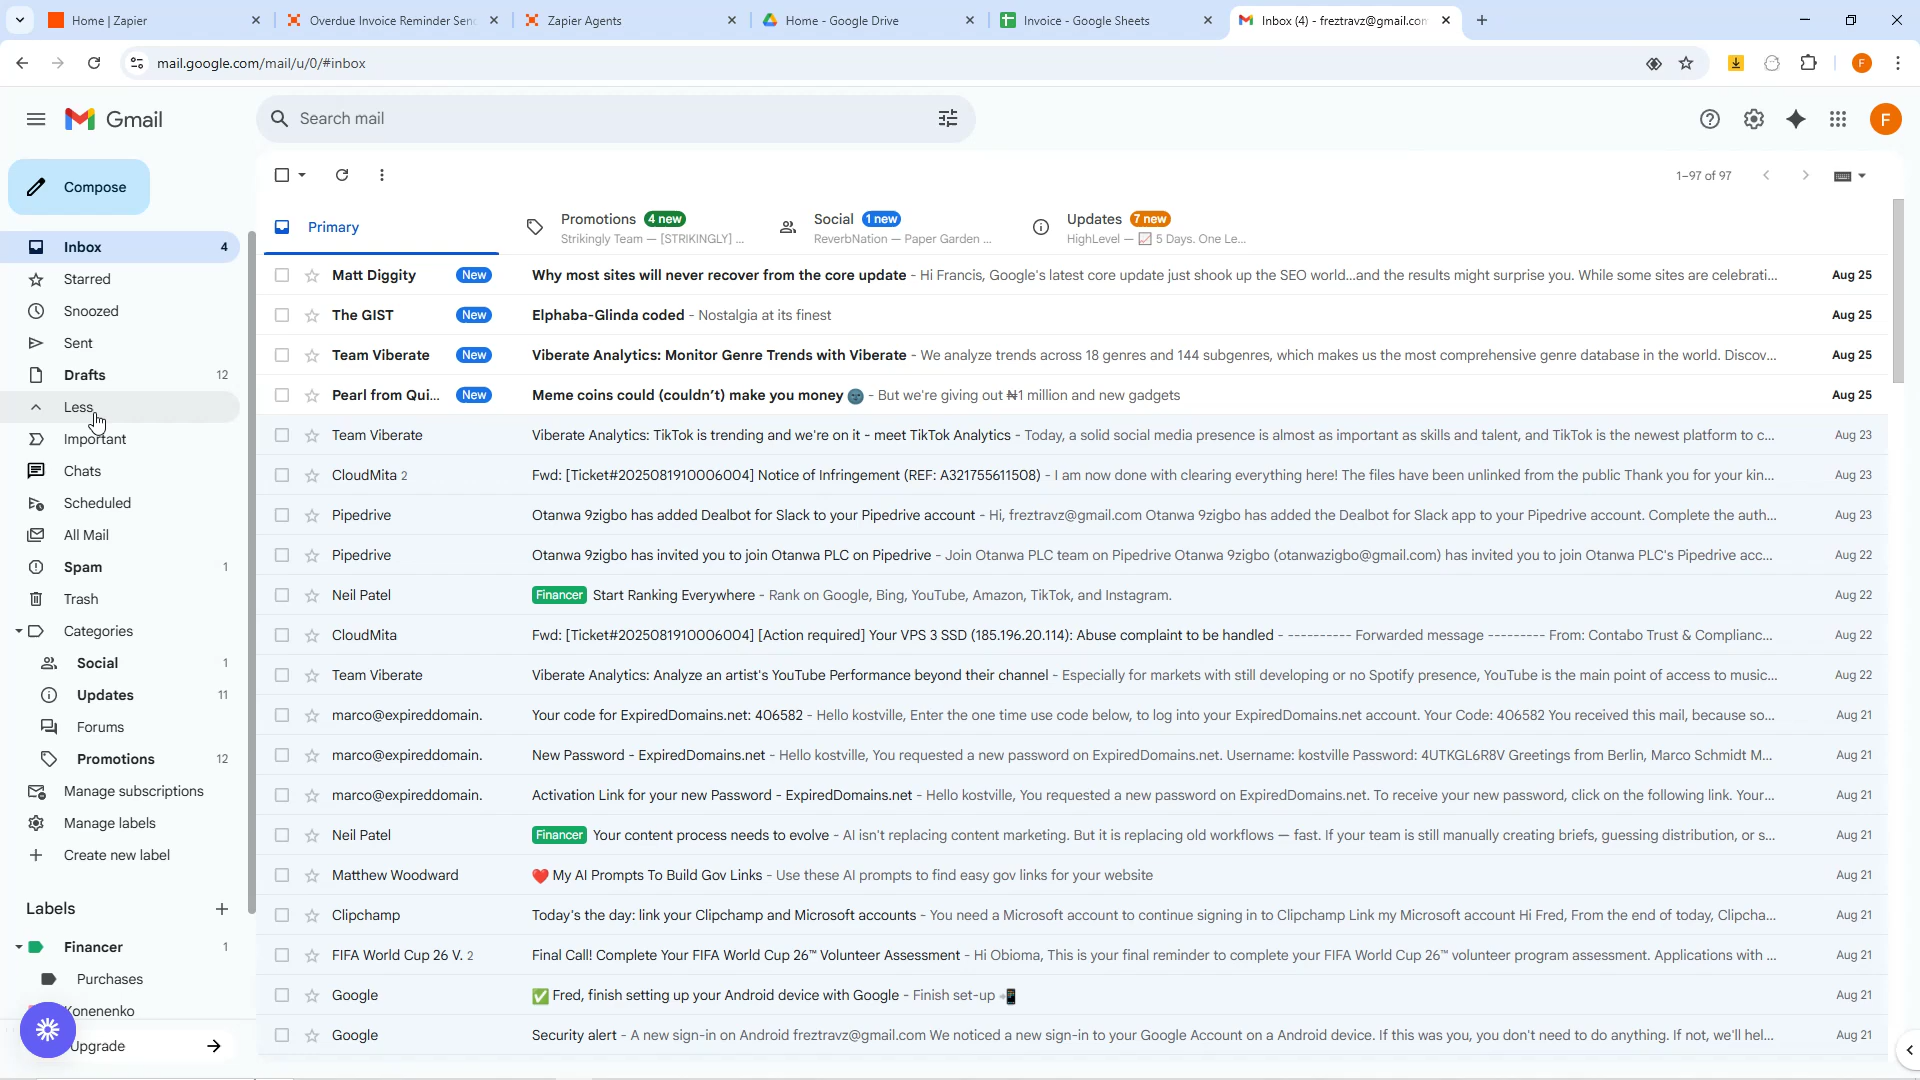 Home | Zapier
Overdue Invoice Reminder Sen
Zapier Agents
Home - Google Drive
Invoice - Google Sheets
Inbox (4) - freztravz@gmail.com
mail.google.com/mail/u/0/#inbox
F
Gmail
Search mail
F
Compose
1–97 of 97
Inbox 4
Starred
Snoozed
Sent
Drafts 12
Less
Important
Chats
Scheduled
All Mail
Spam 1
Trash
Categories
Social 1
Updates 11
Forums
Promotions 12
Manage subscriptions
Manage labels
Create new label
Labels
Financer 1
Purchases
Konenenko
Upgrade
Primary
Promotions 4 new
Strikingly Team — [STRIKINGLY] ...
Social 1 new
ReverbNation — Paper Garden ...
Updates 7 new
HighLevel — 📈 5 Days. One Le...
Matt Diggity New Why most sites will never recover from the core update - Hi Francis, Google's latest core update just shook up the SEO world...and the results might surprise you. While some sites are celebrati... Aug 25
The GIST New Elphaba-Glinda coded - Nostalgia at its finest Aug 25
Team Viberate New Viberate Analytics: Monitor Genre Trends with Viberate - We analyze trends across 18 genres and 144 subgenres, which makes us the most comprehensive genre database in the world. Discov... Aug 25
Pearl from Qui... New Meme coins could (couldn't) make you money 🌚 - But we're giving out ₦1 million and new gadgets Aug 25
Team Viberate Viberate Analytics: TikTok is trending and we're on it - meet TikTok Analytics - Today, a solid social media presence is almost as important as skills and talent, and TikTok is the newest platform to c... Aug 23
CloudMita 2 Fwd: [Ticket#2025081910006004] Notice of Infringement (REF: A321755611508) - I am now done with clearing everything here! The files have been unlinked from the public Thank you for your kin... Aug 23
Pipedrive Otanwa 9zigbo has added Dealbot for Slack to your Pipedrive account - Hi, freztravz@gmail.com Otanwa 9zigbo has added the Dealbot for Slack app to your Pipedrive account. Complete the auth... Aug 23
Pipedrive Otanwa 9zigbo has invited you to join Otanwa PLC on Pipedrive - Join Otanwa PLC team on Pipedrive Otanwa 9zigbo (otanwazigbo@gmail.com) has invited you to join Otanwa PLC's Pipedrive acc... Aug 22
Neil Patel Financer Start Ranking Everywhere - Rank on Google, Bing, YouTube, Amazon, TikTok, and Instagram. Aug 22
CloudMita Fwd: [Ticket#2025081910006004] [Action required] Your VPS 3 SSD (185.196.20.114): Abuse complaint to be handled - ---------- Forwarded message --------- From: Contabo Trust & Complianc... Aug 22
Team Viberate Viberate Analytics: Analyze an artist's YouTube Performance beyond their channel - Especially for markets with still developing or no Spotify presence, YouTube is the main point of access to music... Aug 22
marco@expireddomain. Your code for ExpiredDomains.net: 406582 - Hello kostville, Enter the one time use code below, to log into your ExpiredDomains.net account. Your Code: 406582 You received this mail, because so... Aug 21
marco@expireddomain. New Password - ExpiredDomains.net - Hello kostville, You requested a new password on ExpiredDomains.net. Username: kostville Password: 4UTKGL6R8V Greetings from Berlin, Marco Schmidt M... Aug 21
marco@expireddomain. Activation Link for your new Password - ExpiredDomains.net - Hello kostville, You requested a new password on ExpiredDomains.net. To receive your new password, click on the following link. Your... Aug 21
Neil Patel Financer Your content process needs to evolve - AI isn't replacing content marketing. But it is replacing old workflows — fast. If your team is still manually creating briefs, guessing distribution, or s... Aug 21
Matthew Woodward ❤️ My AI Prompts To Build Gov Links - Use these AI prompts to find easy gov links for your website Aug 21
Clipchamp Today's the day: link your Clipchamp and Microsoft accounts - You need a Microsoft account to continue signing in to Clipchamp Link my Microsoft account Hi Fred, From the end of today, Clipcha... Aug 21
FIFA World Cup 26 V. 2 Final Call! Complete Your FIFA World Cup 26™ Volunteer Assessment - Hi Obioma, This is your final reminder to complete your FIFA World Cup 26™ volunteer program assessment. Applications with ... Aug 21
Google ✅ Fred, finish setting up your Android device with Google - Finish set-up 📲 Aug 21
Google Security alert - A new sign-in on Android freztravz@gmail.com We noticed a new sign-in to your Google Account on a Android device. If this was you, you don't need to do anything. If not, we'll hel... Aug 21